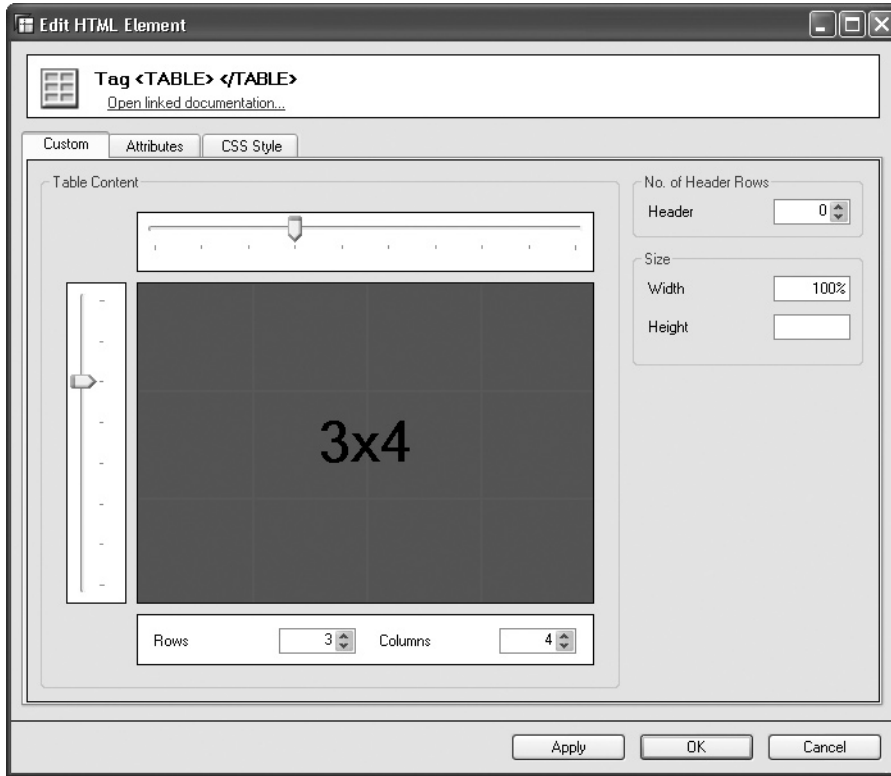 Edit HTML Element
Tag <TABLE> </TABLE>
Open linked documentation...
Custom Attributes CSS Style
Table Content
3x4
Rows 3 Columns 4
No. of Header Rows
Header 0
Size
Width 100%
Height
Apply OK Cancel